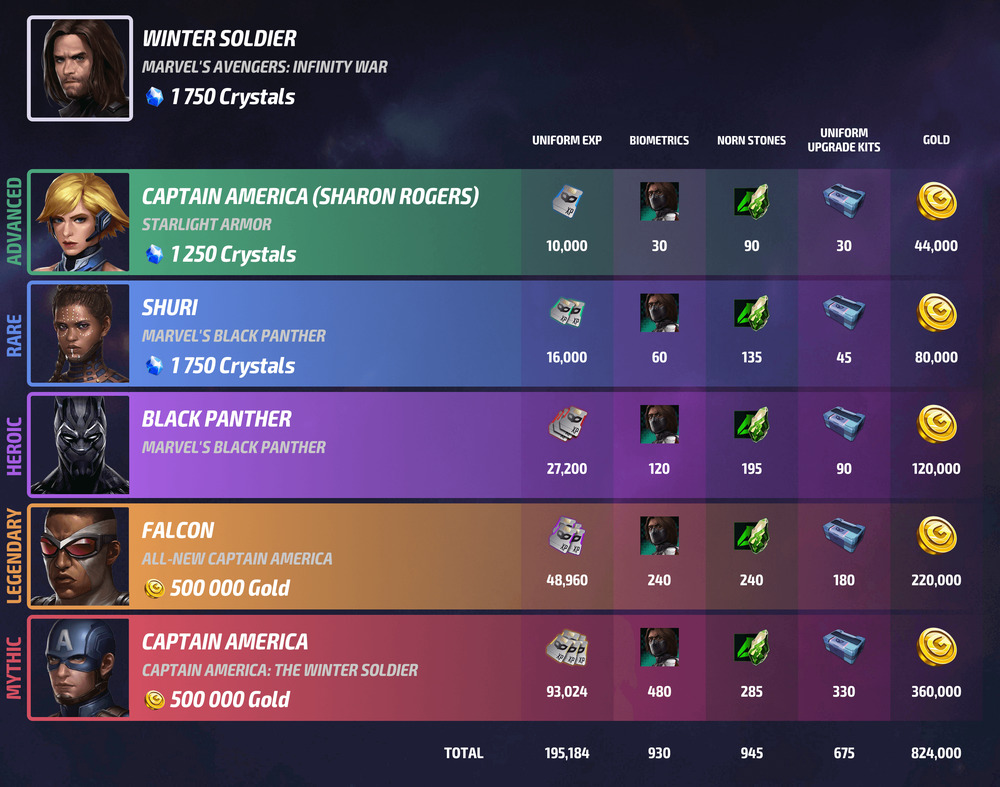 WINTER SOLDIER
MARVEL'S AVENGERS: INFINITY WAR
1 750 Crystals
UNIFORM EXP
BIOMETRICS
NORN STONES
UNIFORM
UPGRADE KITS
GOLD
ADVANCED
CAPTAIN AMERICA (SHARON ROGERS)
STARLIGHT ARMOR
1 250 Crystals
10,000
30
90
30
44,000
RARE
SHURI
MARVEL'S BLACK PANTHER
1 750 Crystals
16,000
60
135
45
80,000
HEROIC
BLACK PANTHER
MARVEL'S BLACK PANTHER
27,200
120
195
90
120,000
LEGENDARY
FALCON
ALL-NEW CAPTAIN AMERICA
500 000 Gold
48,960
240
240
180
220,000
MYTHIC
CAPTAIN AMERICA
CAPTAIN AMERICA: THE WINTER SOLDIER
500 000 Gold
93,024
480
285
330
360,000
TOTAL
195,184
930
945
675
824,000